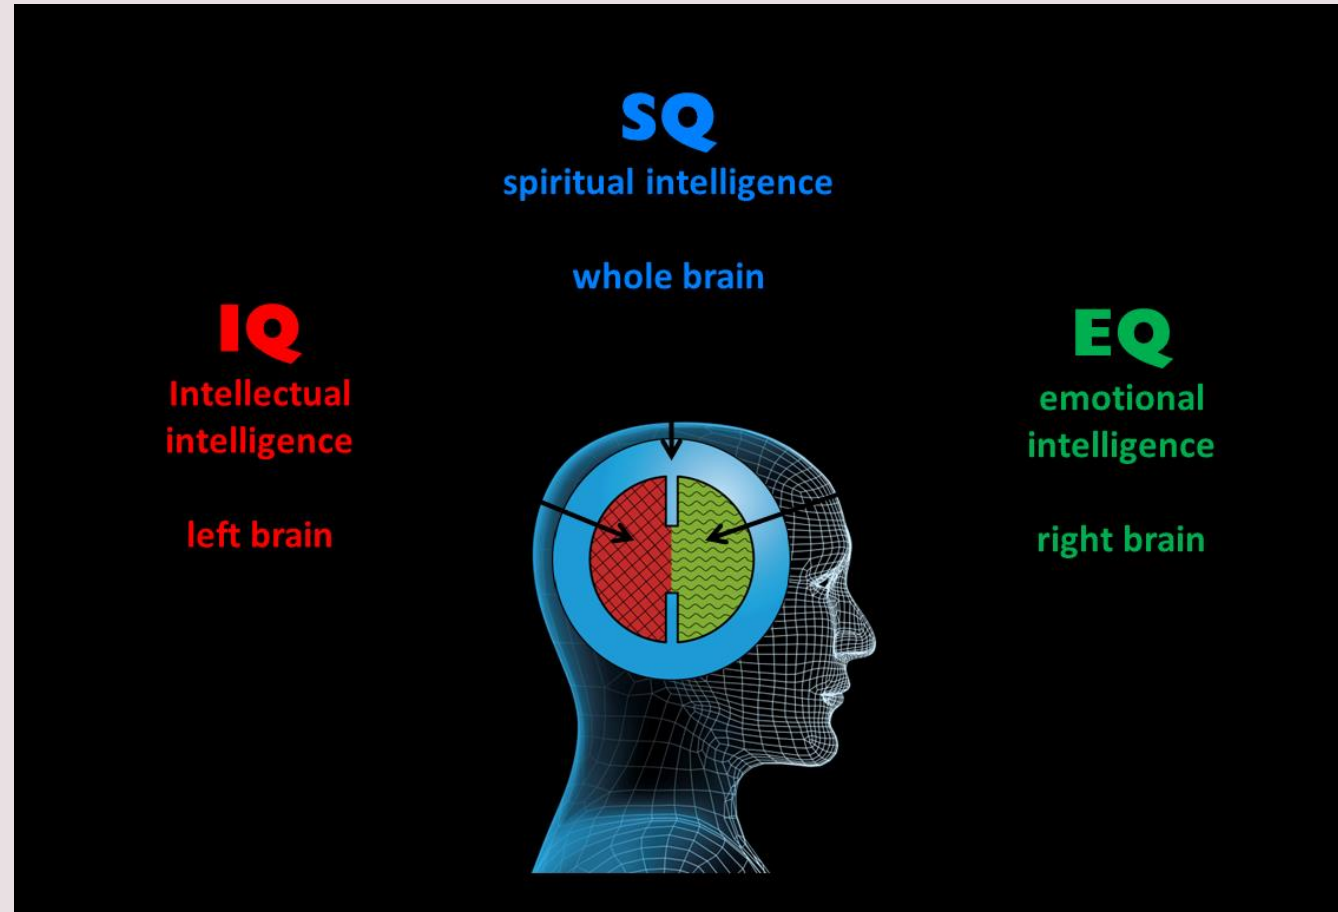 SQ
spiritual intelligence
whole brain
IQ
Intellectual
intelligence
left brain
EQ
emotional
intelligence
right brain